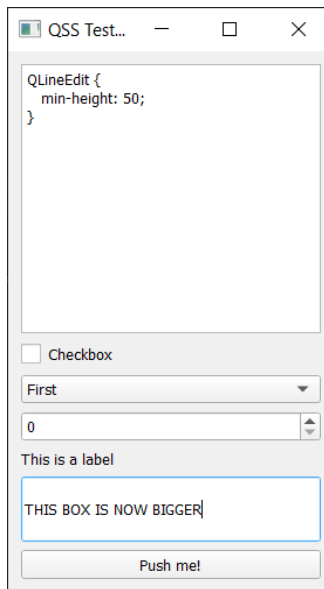 QSS Test...
QLineEdit {
min-height: 50;
}
Checkbox
First
0
This is a label
THIS BOX IS NOW BIGGER
Push me!